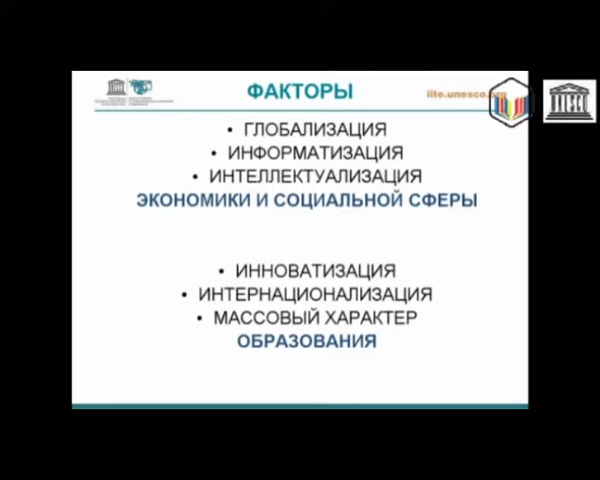 ФАКТОРЫ
iite.unesco.org
• ГЛОБАЛИЗАЦИЯ
• ИНФОРМАТИЗАЦИЯ
• ИНТЕЛЛЕКТУАЛИЗАЦИЯ
ЭКОНОМИКИ И СОЦИАЛЬНОЙ СФЕРЫ
• ИННОВАТИЗАЦИЯ
• ИНТЕРНАЦИОНАЛИЗАЦИЯ
• МАССОВЫЙ ХАРАКТЕР
ОБРАЗОВАНИЯ